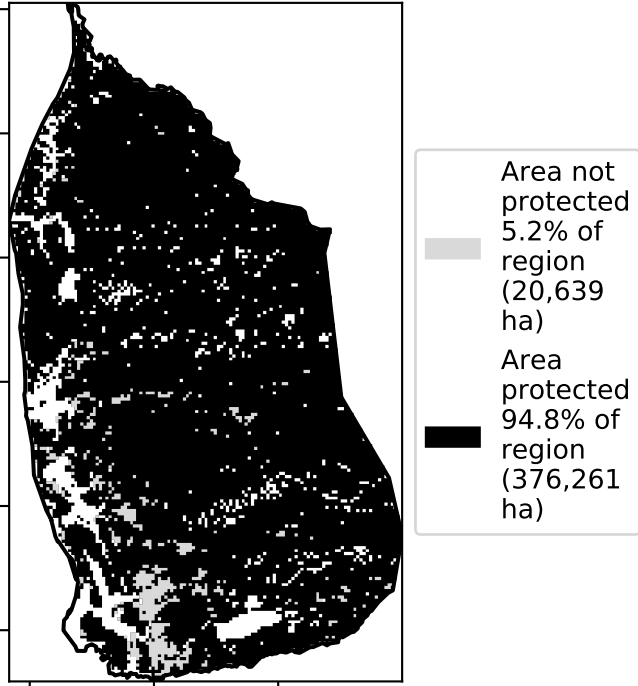 Area not
protected
5.2% of
region
(20,639
ha)
Area
protected
94.8% of
region
(376,261
ha)